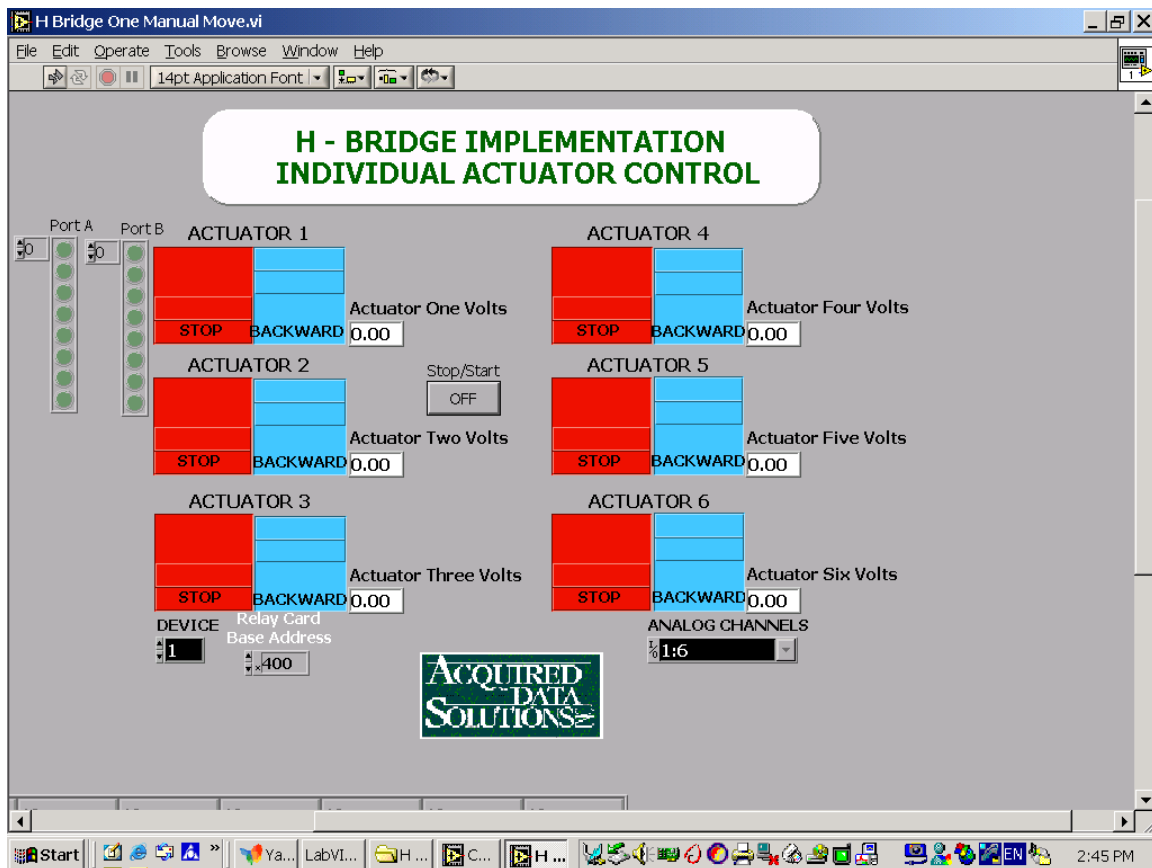 H Bridge One Manual Move.vi
File Edit Operate Tools Browse Window Help
14pt Application Font
1
H - BRIDGE IMPLEMENTATION
INDIVIDUAL ACTUATOR CONTROL
Port A
Port B
0
0
ACTUATOR 1
STOP
BACKWARD
Actuator One Volts
0.00
ACTUATOR 4
STOP
BACKWARD
Actuator Four Volts
0.00
ACTUATOR 2
STOP
BACKWARD
Actuator Two Volts
0.00
Stop/Start
OFF
ACTUATOR 5
STOP
BACKWARD
Actuator Five Volts
0.00
ACTUATOR 3
STOP
BACKWARD
Actuator Three Volts
0.00
ACTUATOR 6
STOP
BACKWARD
Actuator Six Volts
0.00
DEVICE
1
Relay Card
Base Address
x400
ANALOG CHANNELS
1:6
ACQUIRED
DATA
SOLUTIONS
Start » Ya... LabVI... H ... C... H ... EN 2:45 PM